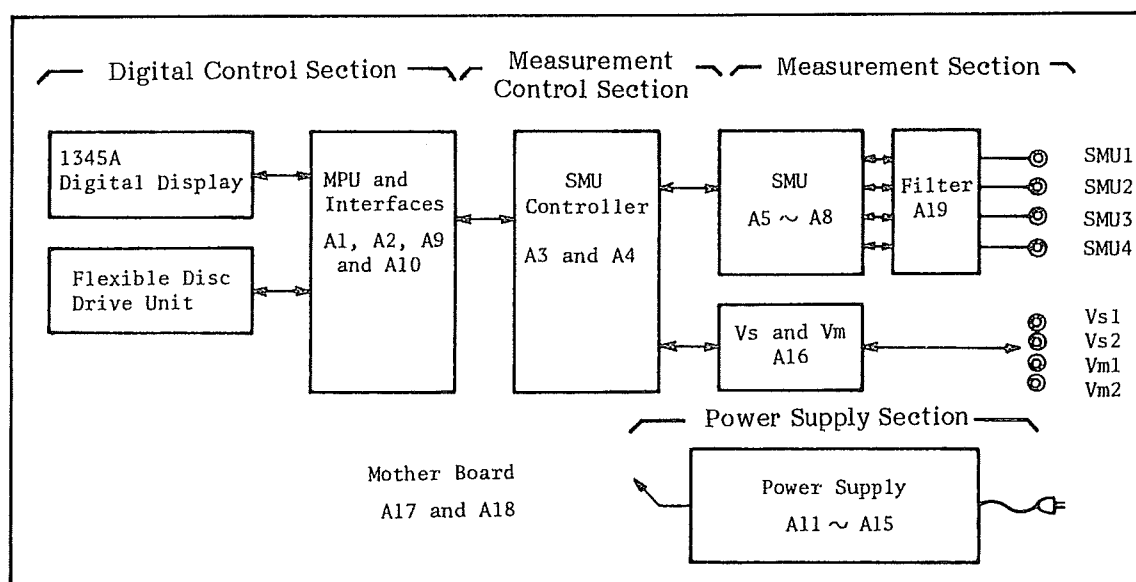 Digital Control Section
Measurement
Control Section
Measurement Section
1345A
Digital Display
Flexible Disc
Drive Unit
MPU and
Interfaces
A1, A2, A9
and A10
SMU
Controller
A3 and A4
SMU
A5 ~ A8
Filter
A19
SMU1
SMU2
SMU3
SMU4
Vs and Vm
A16
Vs1
Vs2
Vm1
Vm2
Power Supply Section
Mother Board
A17 and A18
Power Supply
A11 ~ A15